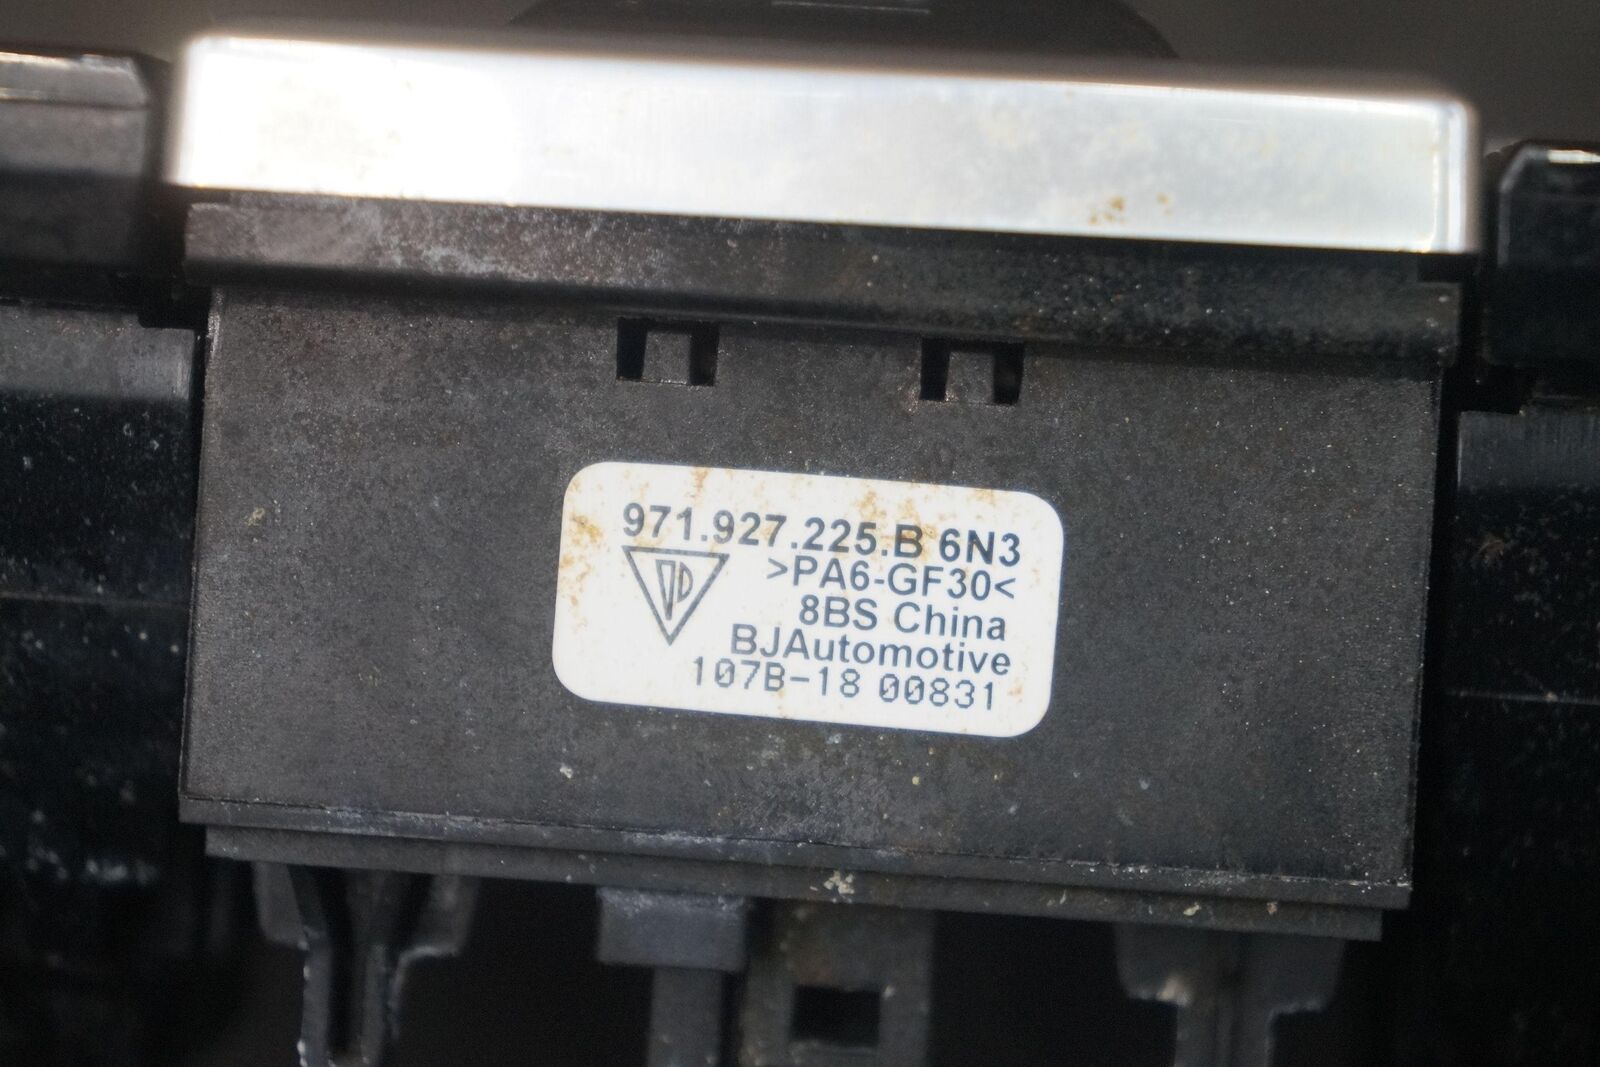 971.927.225.B 6N3
>PA6-GF30<
8BS China
BJAutomotive
107B-18 00831